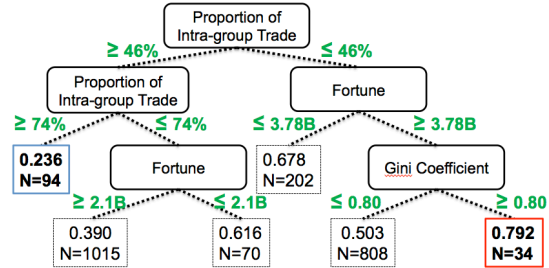 Proportion of
Intra-group Trade
≥ 46%
≤ 46%
Proportion of
Intra-group Trade
Fortune
≥ 74%
≤ 74%
≤ 3.78B
≥ 3.78B
0.236
N=94
Fortune
0.678
N=202
Gini Coefficient
≥ 2.1B
≤ 2.1B
≤ 0.80
≥ 0.80
0.390
N=1015
0.616
N=70
0.503
N=808
0.792
N=34